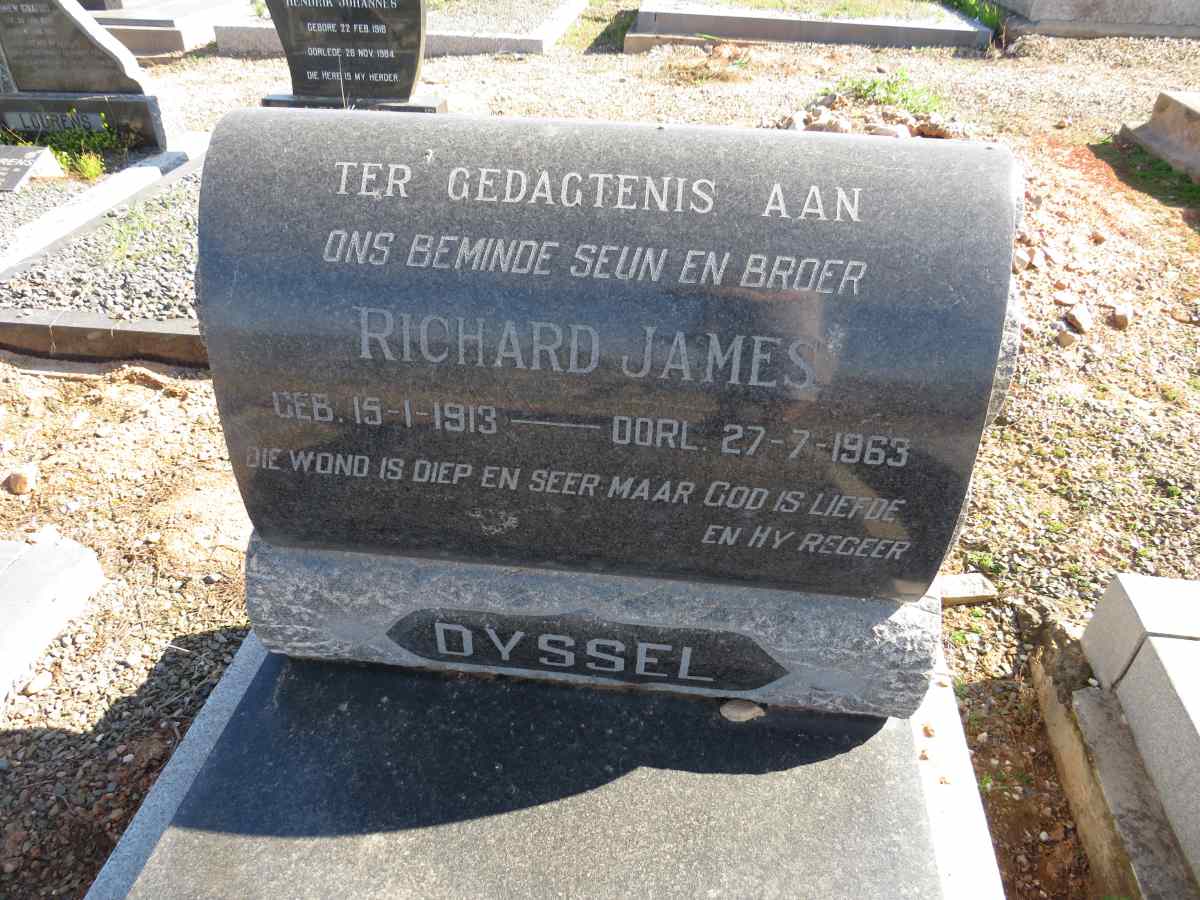 HENDRIK JOHANNES
GEBORE 22 FEB. 1918
OORLEDE 28 NOV. 1984
DIE HERE IS MY HERDER.
LOURENS
TER GEDAGTENIS AAN
ONS BEMINDE SEUN EN BROER
RICHARD JAMES
GEB. 15-1-1913 — OORL. 27-7-1963
DIE WOND IS DIEP EN SEER MAAR GOD IS LIEFDE
EN HY REGEER
DYSSEL